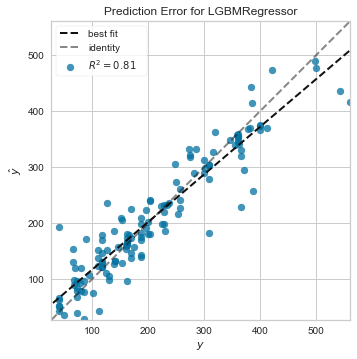 Prediction Error for LGBMRegressor
best fit
identity
R² = 0.81
500
400
300
200
100
ŷ
100 200 300 400 500
y